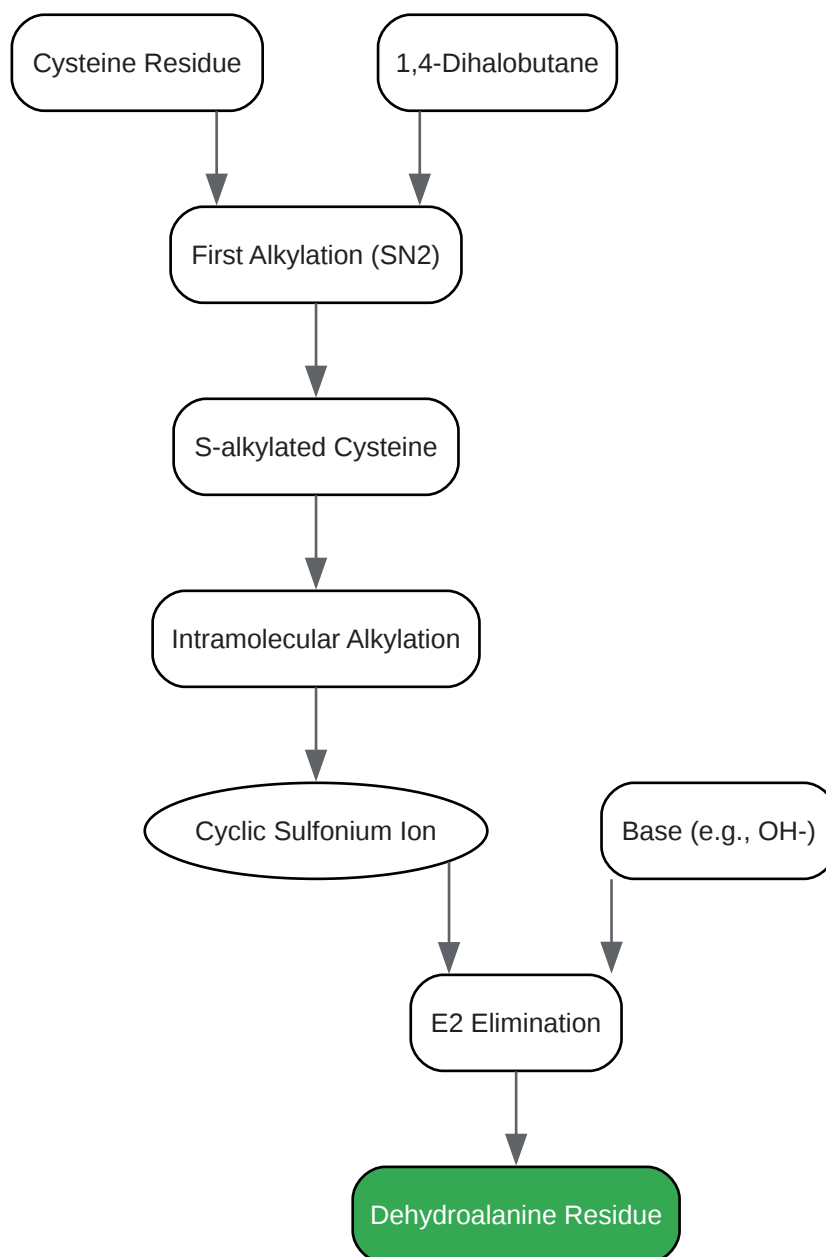 Cysteine Residue
1,4-Dihalobutane
First Alkylation (SN2)
S-alkylated Cysteine
Intramolecular Alkylation
Cyclic Sulfonium Ion
Base (e.g., OH-)
E2 Elimination
Dehydroalanine Residue